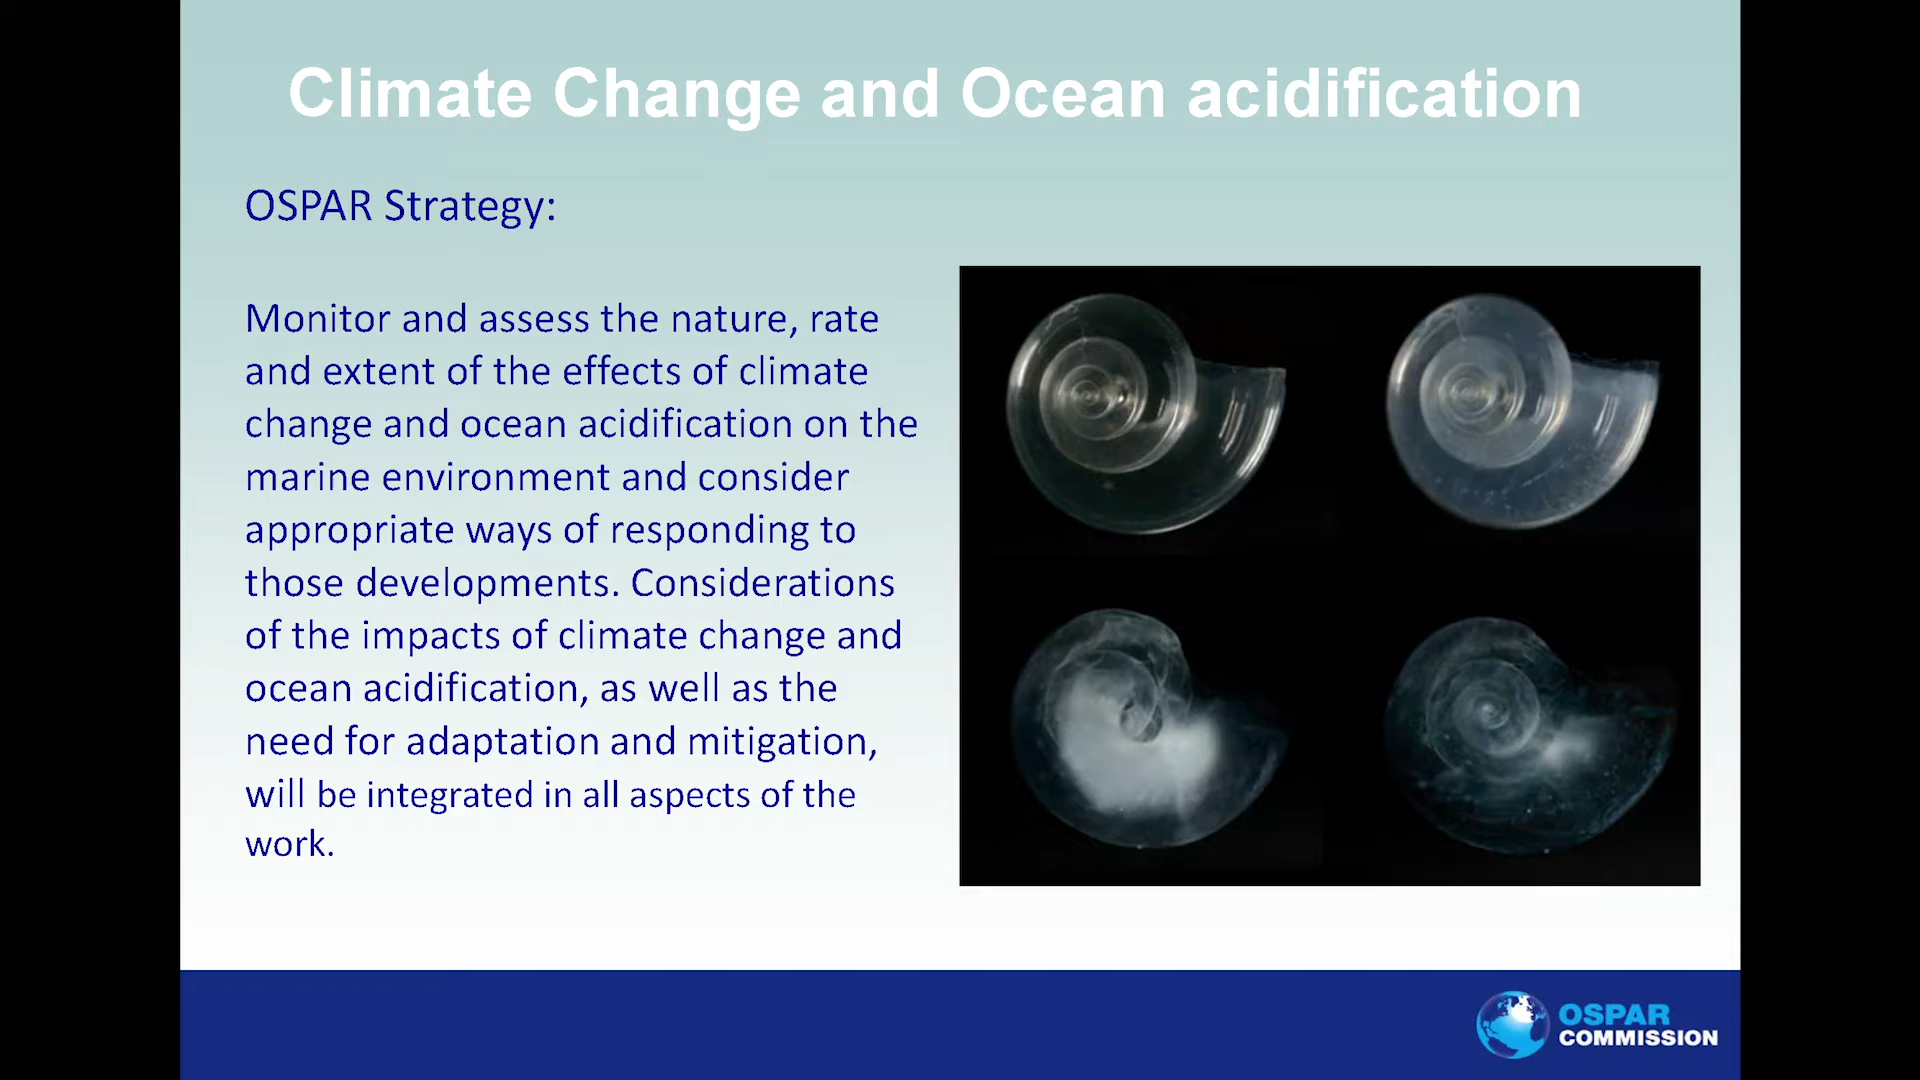 Climate Change and Ocean acidification
OSPAR Strategy:
Monitor and assess the nature, rate
and extent of the effects of climate
change and ocean acidification on the
marine environment and consider
appropriate ways of responding to
those developments. Considerations
of the impacts of climate change and
ocean acidification, as well as the
need for adaptation and mitigation,
will be integrated in all aspects of the
work.
OSPAR
COMMISSION